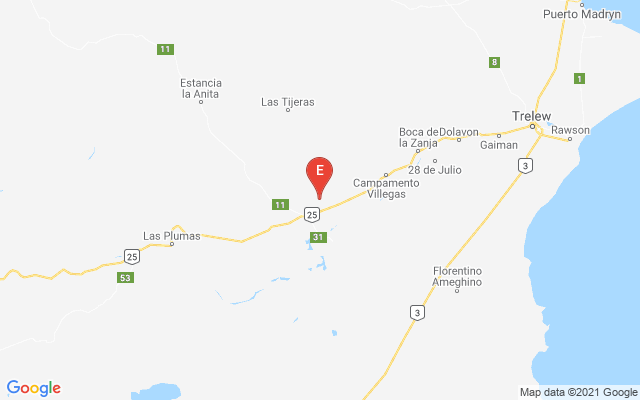 Puerto Madryn
11
8
1
Estancia
la Anita
Las Tijeras
Trelew
Boca de
la Zanja
Dolavon
Rawson
Gaiman
28 de Julio
3
E
Campamento
Villegas
11
25
Las Plumas
31
25
53
Florentino
Ameghino
3
Google
Map data ©2021 Google